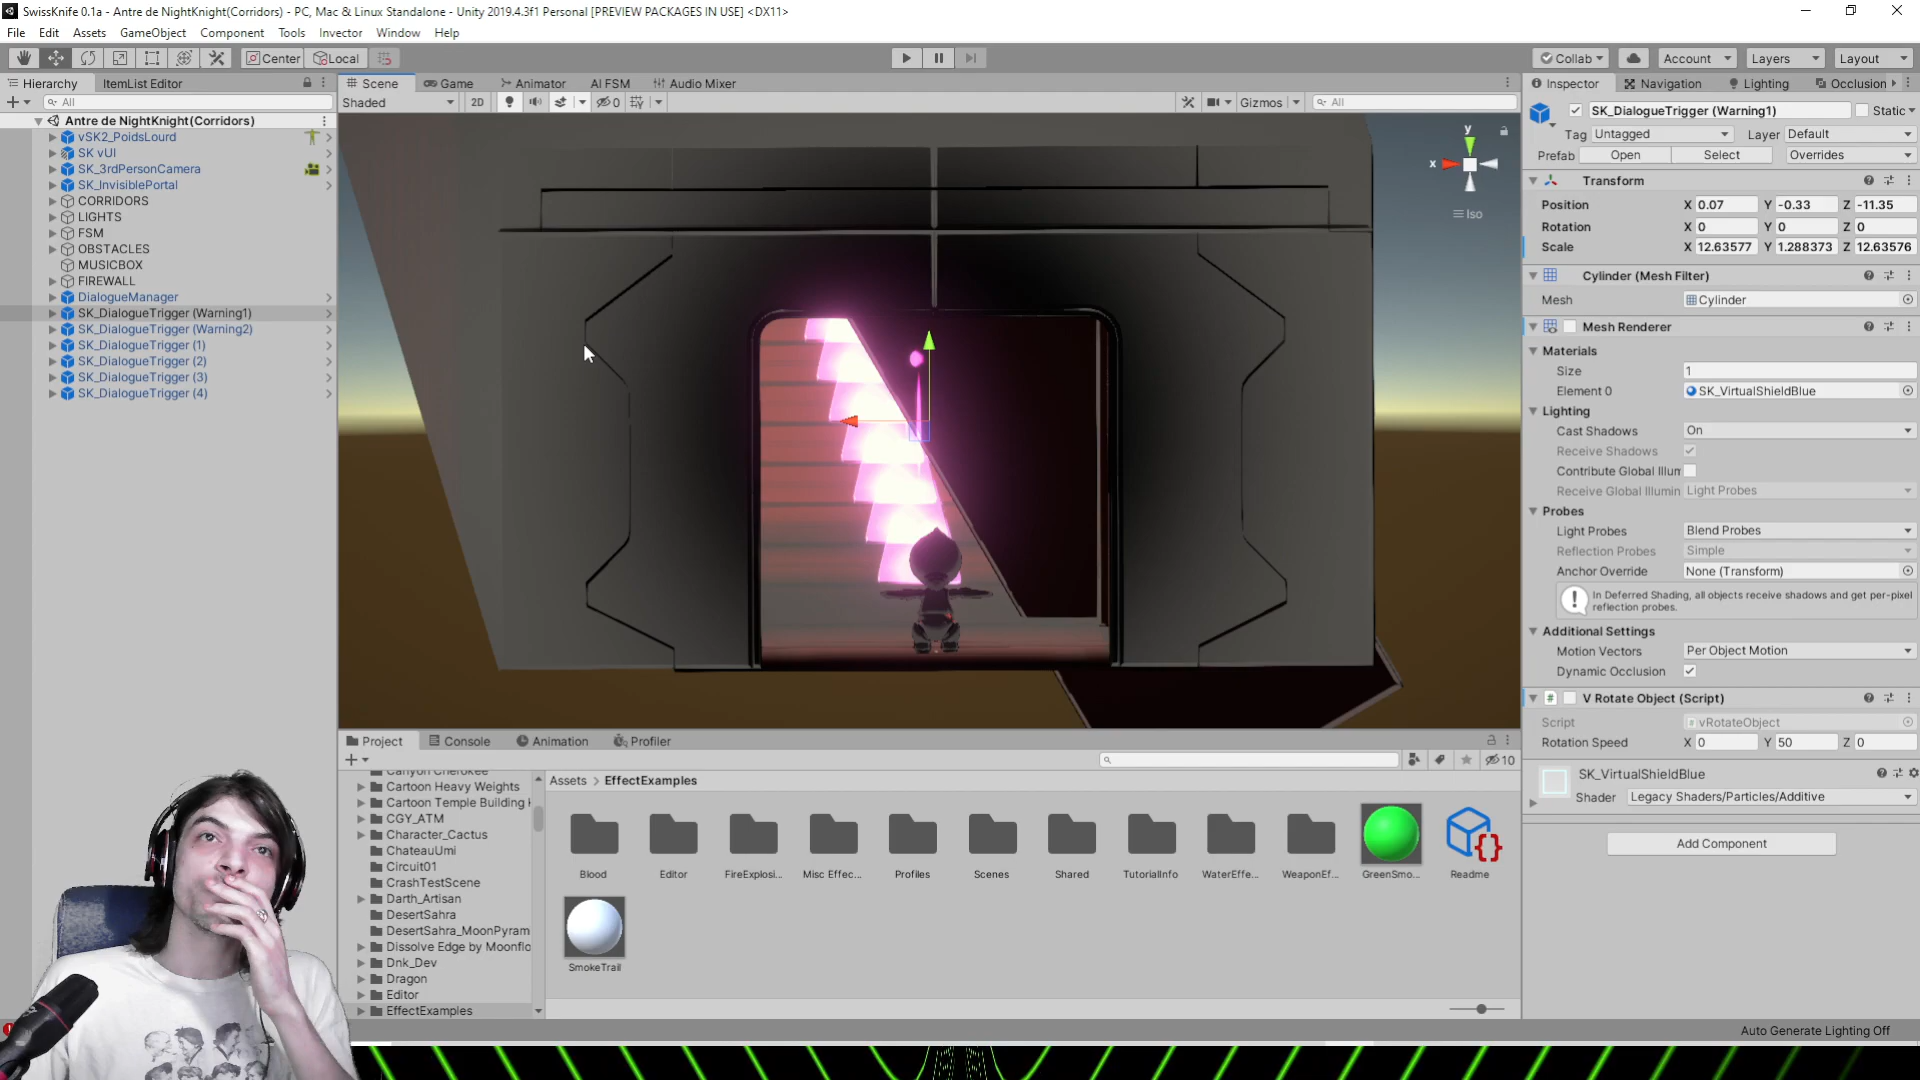 SwissKnife 0.1a - Antre de NightKnight(Corridors) - PC, Mac & Linux Standalone - Unity 2019.4.3f1 Personal [PREVIEW PACKAGES IN USE] <DX11>
File Edit Assets GameObject Component Tools Invector Window Help
Center Local Collab Account Layers Layout
Hierarchy ItemList Editor
All
Antre de NightKnight(Corridors)
vSK2_PoidsLourd
SK vUI
SK_3rdPersonCamera
SK_InvisiblePortal
CORRIDORS
LIGHTS
FSM
OBSTACLES
MUSICBOX
FIREWALL
DialogueManager
SK_DialogueTrigger (Warning1)
SK_DialogueTrigger (Warning2)
SK_DialogueTrigger (1)
SK_DialogueTrigger (2)
SK_DialogueTrigger (3)
SK_DialogueTrigger (4)
Scene Game Animator AI FSM Audio Mixer
Shaded 2D 0 Gizmos All
y
x
Iso
Project Console Animation Profiler
10
Canyon Cherokee
Cartoon Heavy Weights
Cartoon Temple Building
CGY_ATM
Character_Cactus
ChateauUmi
Circuit01
CrashTestScene
Darth_Artisan
DesertSahra
DesertSahra_MoonPyram
Dissolve Edge by Moonflo
Dnk_Dev
Dragon
Editor
EffectExamples
Assets > EffectExamples
Blood Editor FireExplosi... Misc Effec... Profiles Scenes Shared TutorialInfo WaterEffe... WeaponEf... GreenSmo... Readme
SmokeTrail
Inspector Navigation Lighting Occlusion
SK_DialogueTrigger (Warning1) Static
Tag Untagged Layer Default
Prefab Open Select Overrides
Transform
Position X 0.07 Y -0.33 Z -11.35
Rotation X 0 Y 0 Z 0
Scale X 12.63577 Y 1.288373 Z 12.63576
Cylinder (Mesh Filter)
Mesh Cylinder
Mesh Renderer
Materials
Size 1
Element 0 SK_VirtualShieldBlue
Lighting
Cast Shadows On
Receive Shadows
Contribute Global Illum
Receive Global Illumin Light Probes
Probes
Light Probes Blend Probes
Reflection Probes Simple
Anchor Override None (Transform)
In Deferred Shading, all objects receive shadows and get per-pixel
reflection probes.
Additional Settings
Motion Vectors Per Object Motion
Dynamic Occlusion
V Rotate Object (Script)
Script vRotateObject
Rotation Speed X 0 Y 50 Z 0
SK_VirtualShieldBlue
Shader Legacy Shaders/Particles/Additive
Add Component
Auto Generate Lighting Off